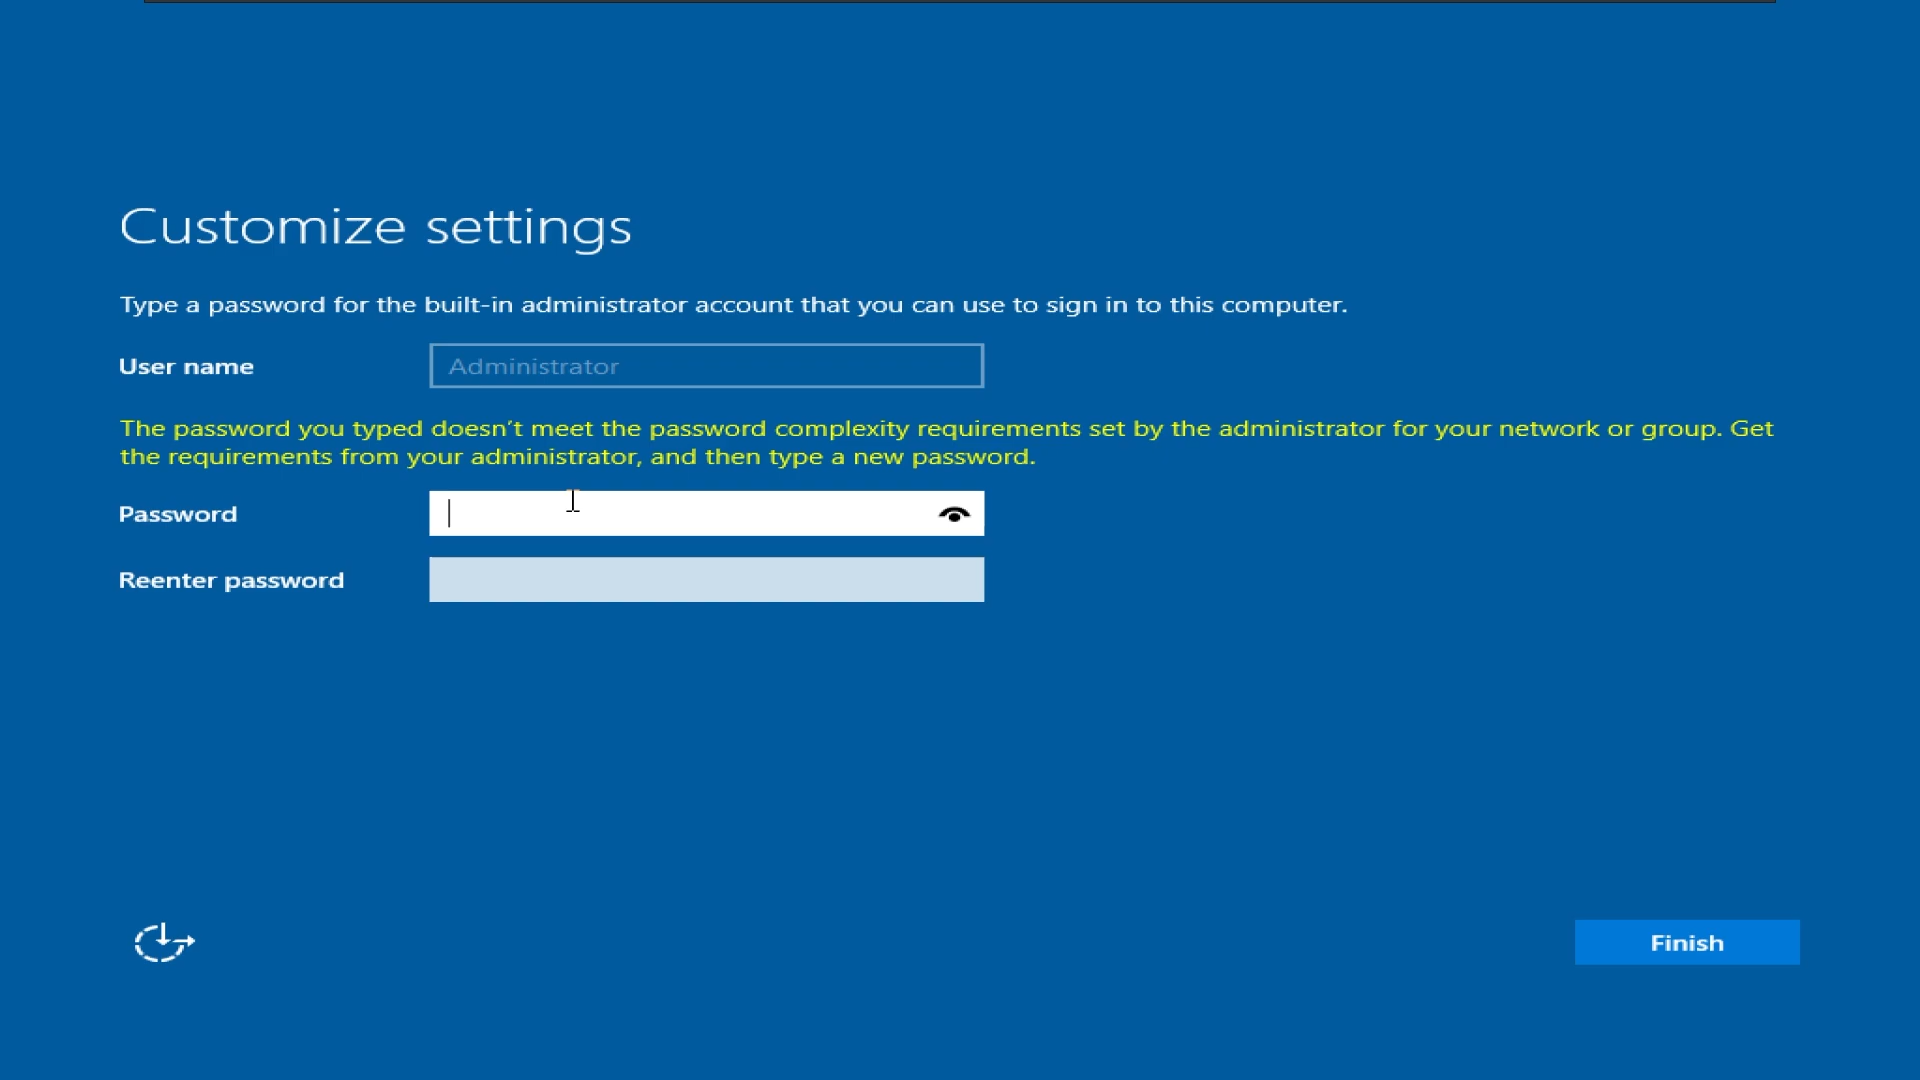 Customize settings
Type a password for the built-in administrator account that you can use to sign in to this computer.
User name
Administrator
The password you typed doesn't meet the password complexity requirements set by the administrator for your network or group. Get
the requirements from your administrator, and then type a new password.
Password
Reenter password
Finish